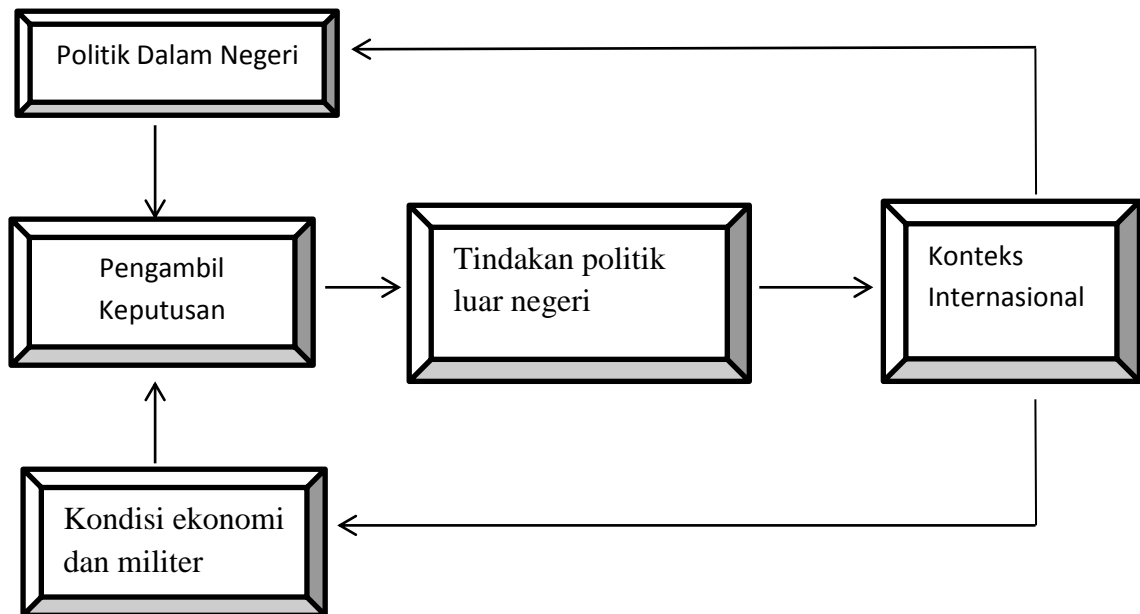 Politik Dalam Negeri
Pengambil
Keputusan
Tindakan politik
luar negeri
Konteks
Internasional
Kondisi ekonomi
dan militer